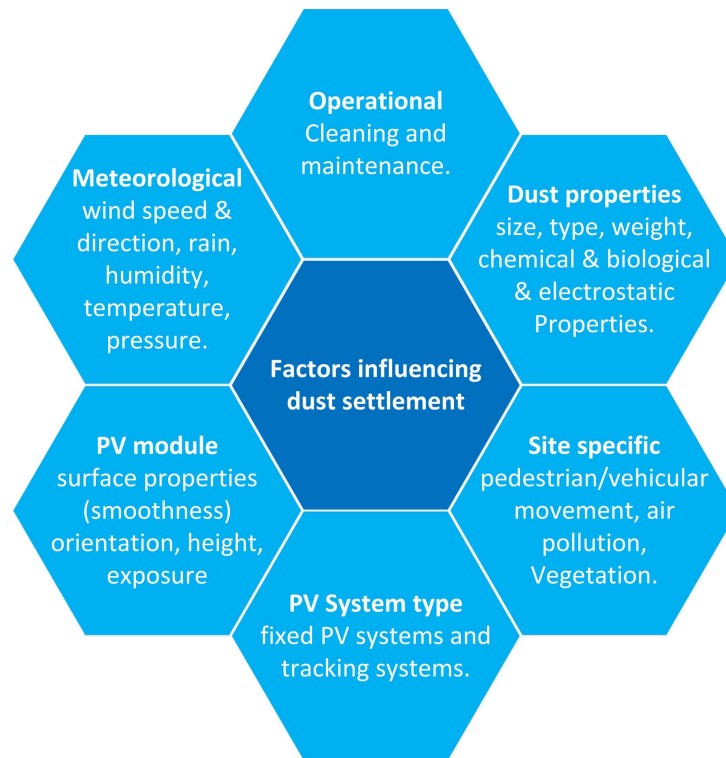 Operational
Cleaning and
maintenance.
Meteorological
wind speed &
direction, rain,
humidity,
temperature,
pressure.
Dust properties
size, type, weight,
chemical & biological
& electrostatic
Properties.
Factors influencing
dust settlement
PV module
surface properties
(smoothness)
orientation, height,
exposure
Site specific
pedestrian/vehicular
movement, air
pollution,
Vegetation.
PV System type
fixed PV systems and
tracking systems.